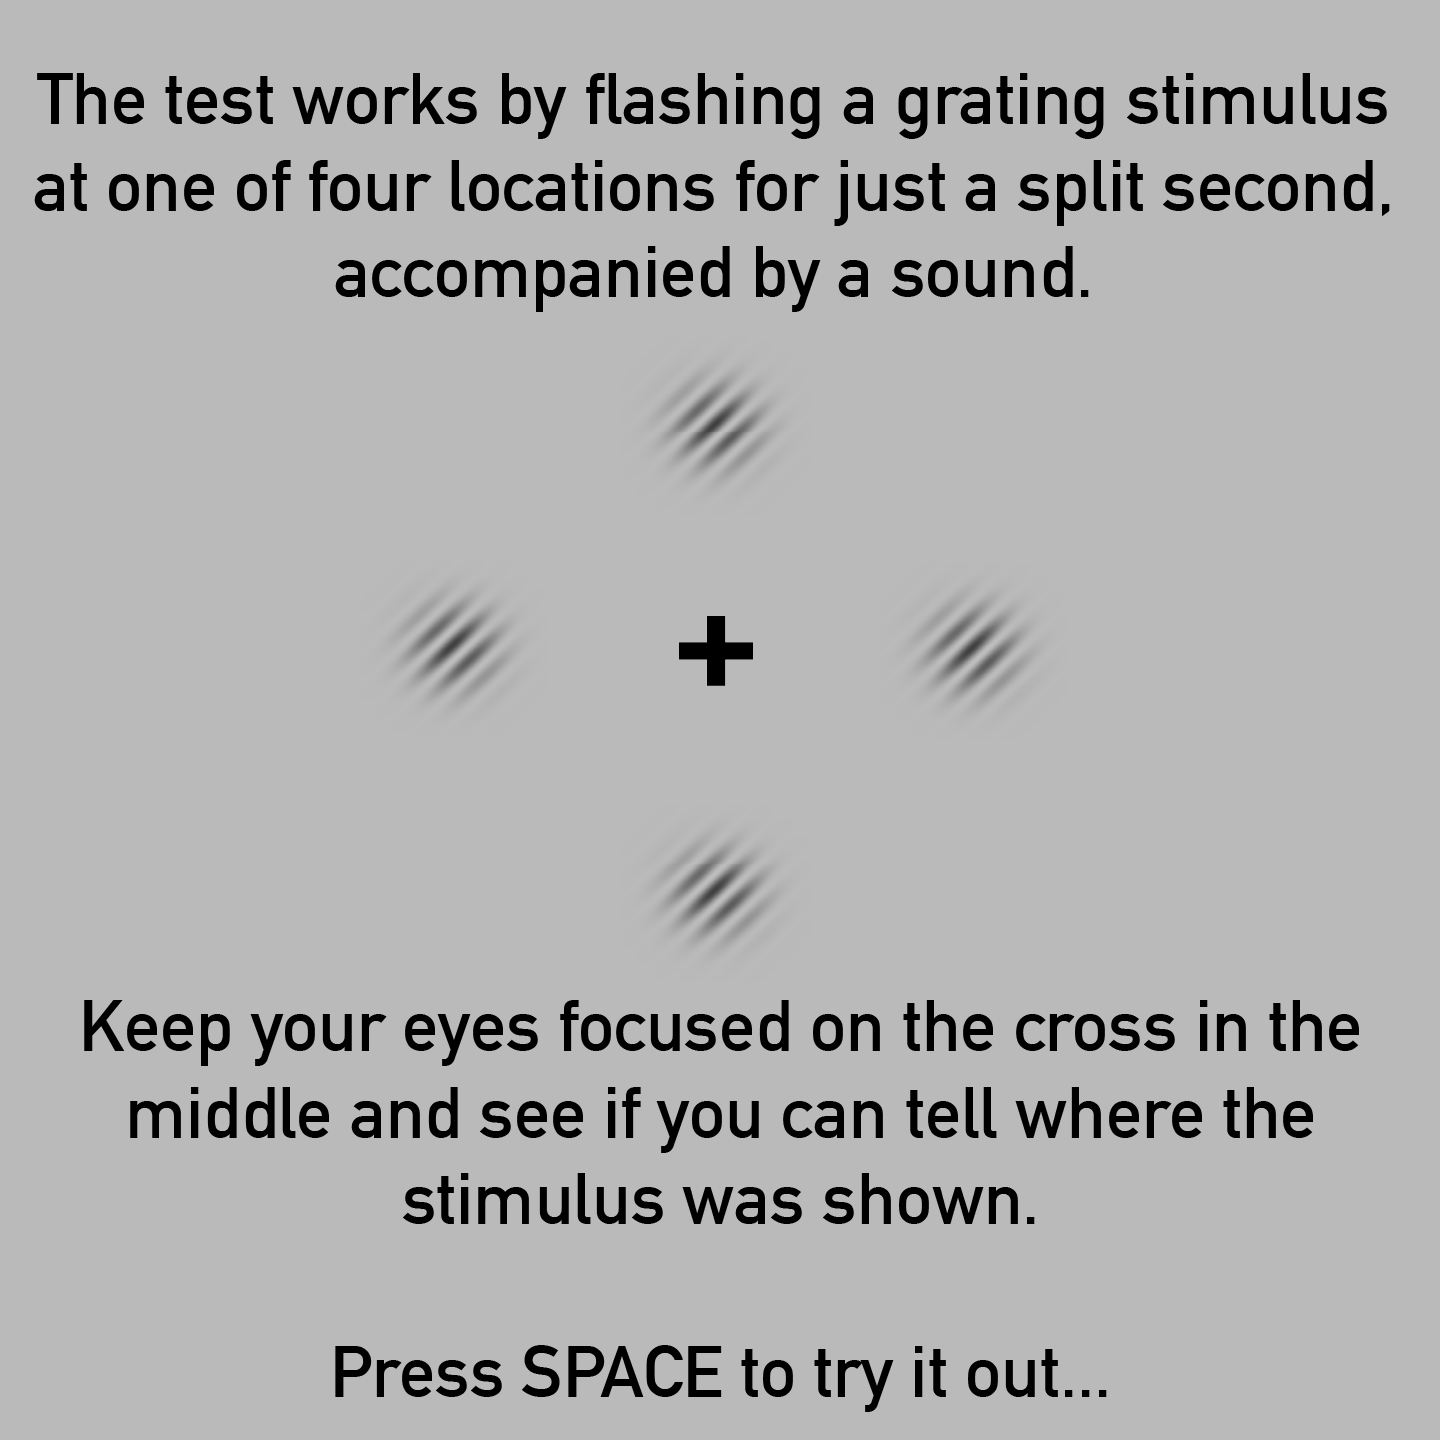 The test works by flashing a grating stimulus
at one of four locations for just a split second,
accompanied by a sound.
Keep your eyes focused on the cross in the
middle and see if you can tell where the
stimulus was shown.
Press SPACE to try it out...